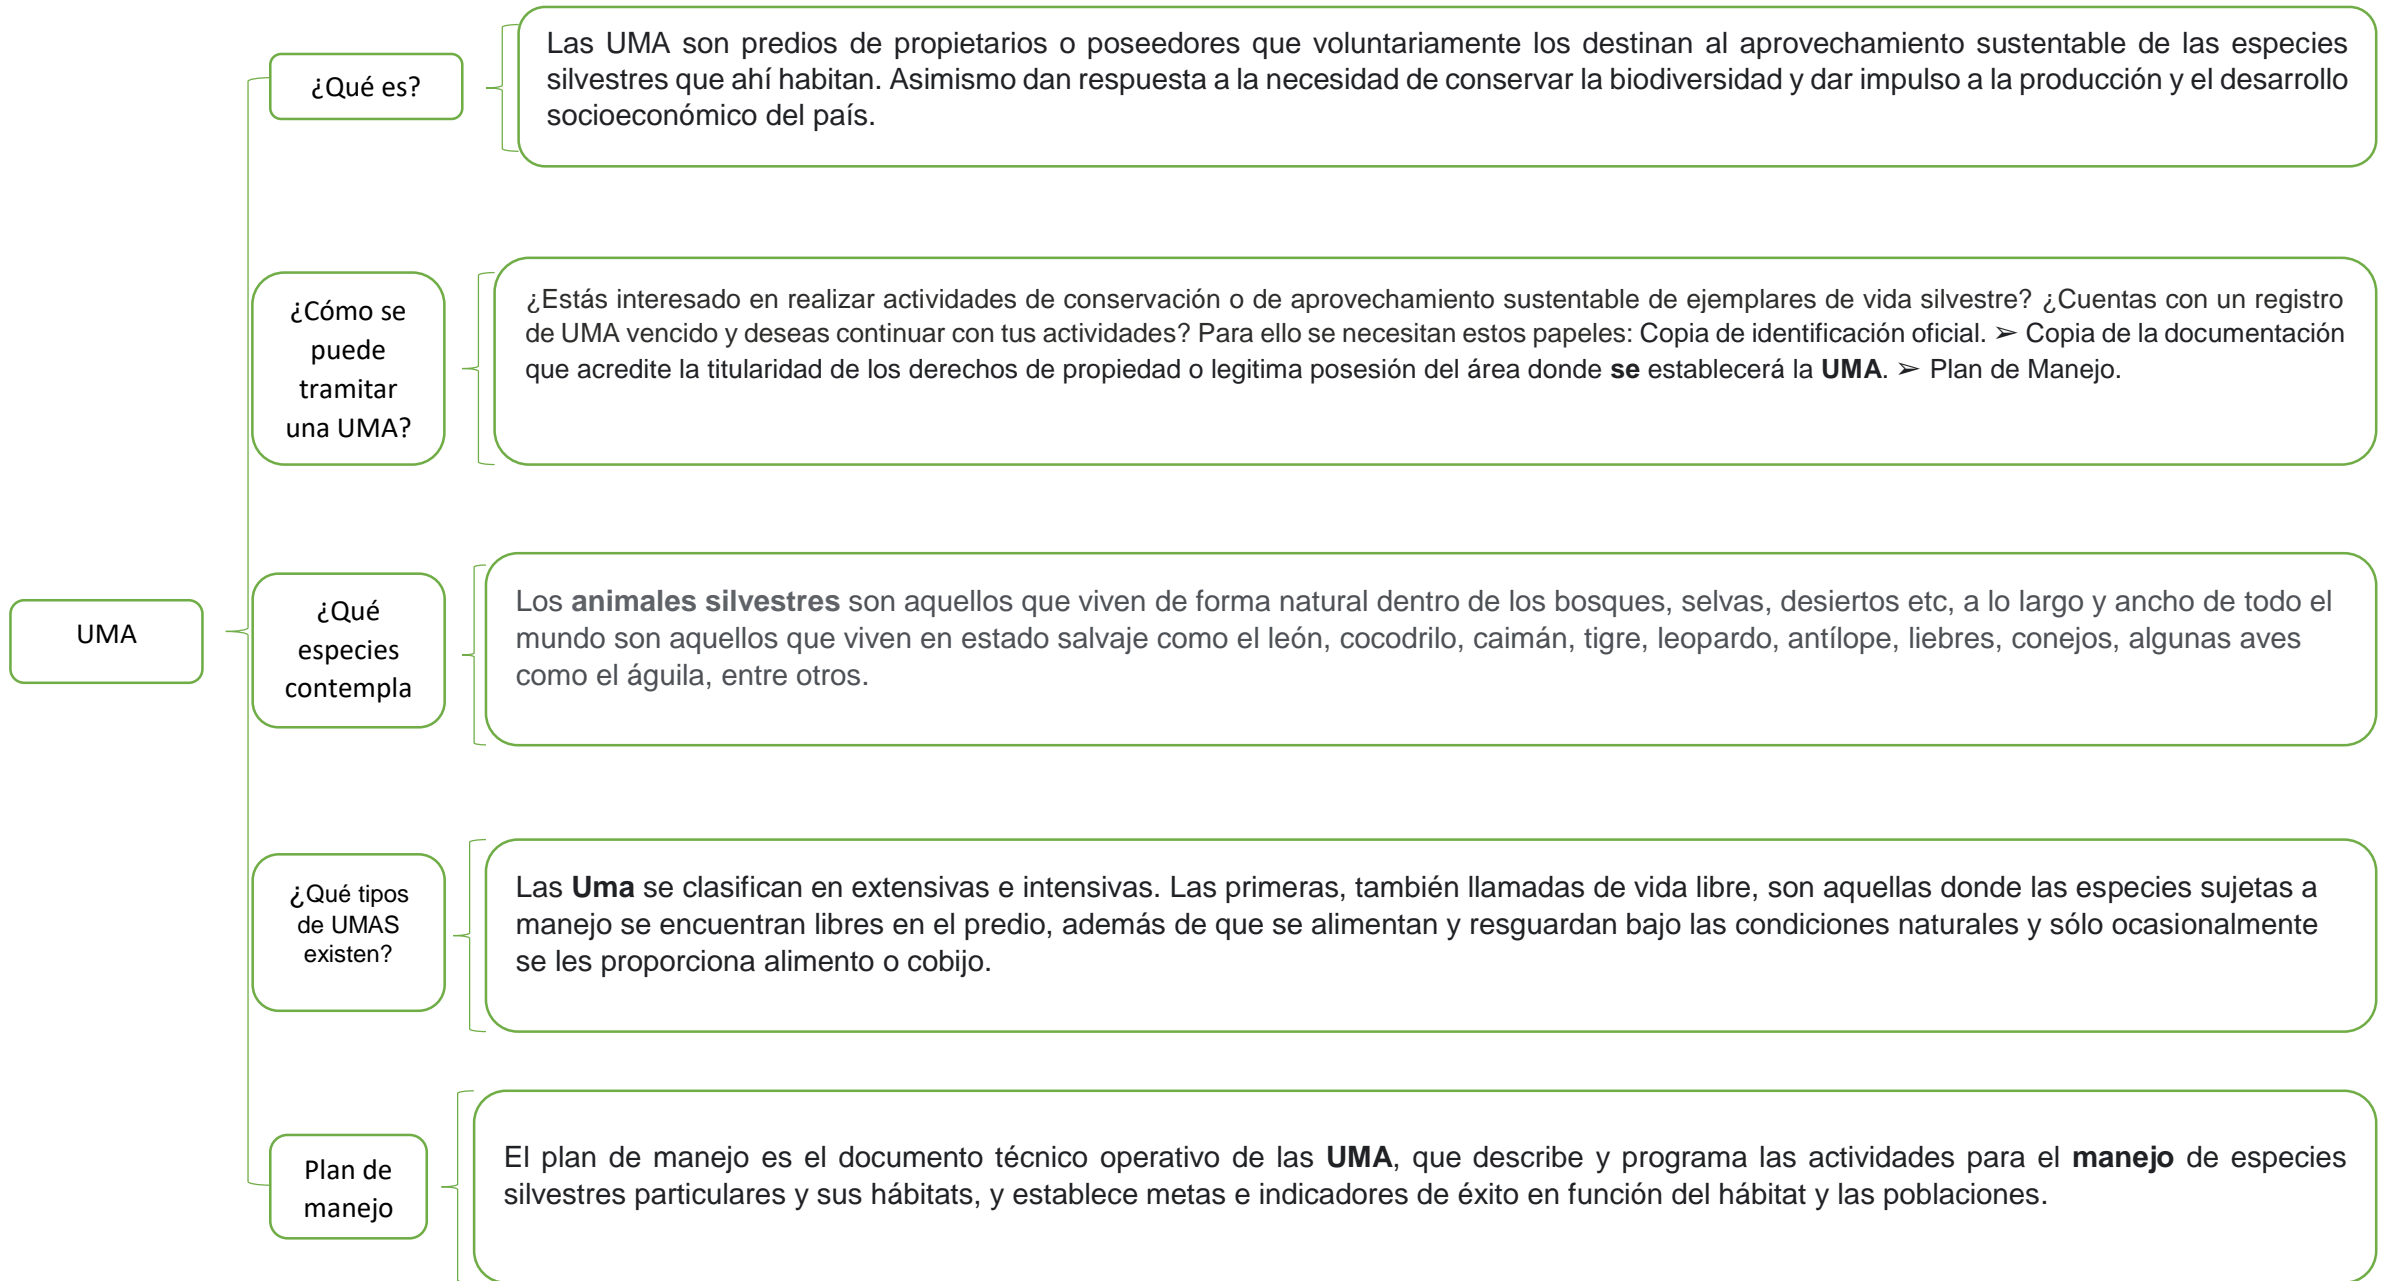 UMA
¿Qué es?
Las UMA son predios de propietarios o poseedores que voluntariamente los destinan al aprovechamiento sustentable de las especies
silvestres que ahí habitan. Asimismo dan respuesta a la necesidad de conservar la biodiversidad y dar impulso a la producción y el desarrollo
socioeconómico del país.
¿Cómo se
puede
tramitar
una UMA?
¿Estás interesado en realizar actividades de conservación o de aprovechamiento sustentable de ejemplares de vida silvestre? ¿Cuentas con un registro
de UMA vencido y deseas continuar con tus actividades? Para ello se necesitan estos papeles: Copia de identificación oficial. ➢ Copia de la documentación
que acredite la titularidad de los derechos de propiedad o legitima posesión del área donde se establecerá la UMA. ➢ Plan de Manejo.
¿Qué
especies
contempla
Los animales silvestres son aquellos que viven de forma natural dentro de los bosques, selvas, desiertos etc, a lo largo y ancho de todo el
mundo son aquellos que viven en estado salvaje como el león, cocodrilo, caimán, tigre, leopardo, antílope, liebres, conejos, algunas aves
como el águila, entre otros.
¿Qué tipos
de UMAS
existen?
Las Uma se clasifican en extensivas e intensivas. Las primeras, también llamadas de vida libre, son aquellas donde las especies sujetas a
manejo se encuentran libres en el predio, además de que se alimentan y resguardan bajo las condiciones naturales y sólo ocasionalmente
se les proporciona alimento o cobijo.
Plan de
manejo
El plan de manejo es el documento técnico operativo de las UMA, que describe y programa las actividades para el manejo de especies
silvestres particulares y sus hábitats, y establece metas e indicadores de éxito en función del hábitat y las poblaciones.